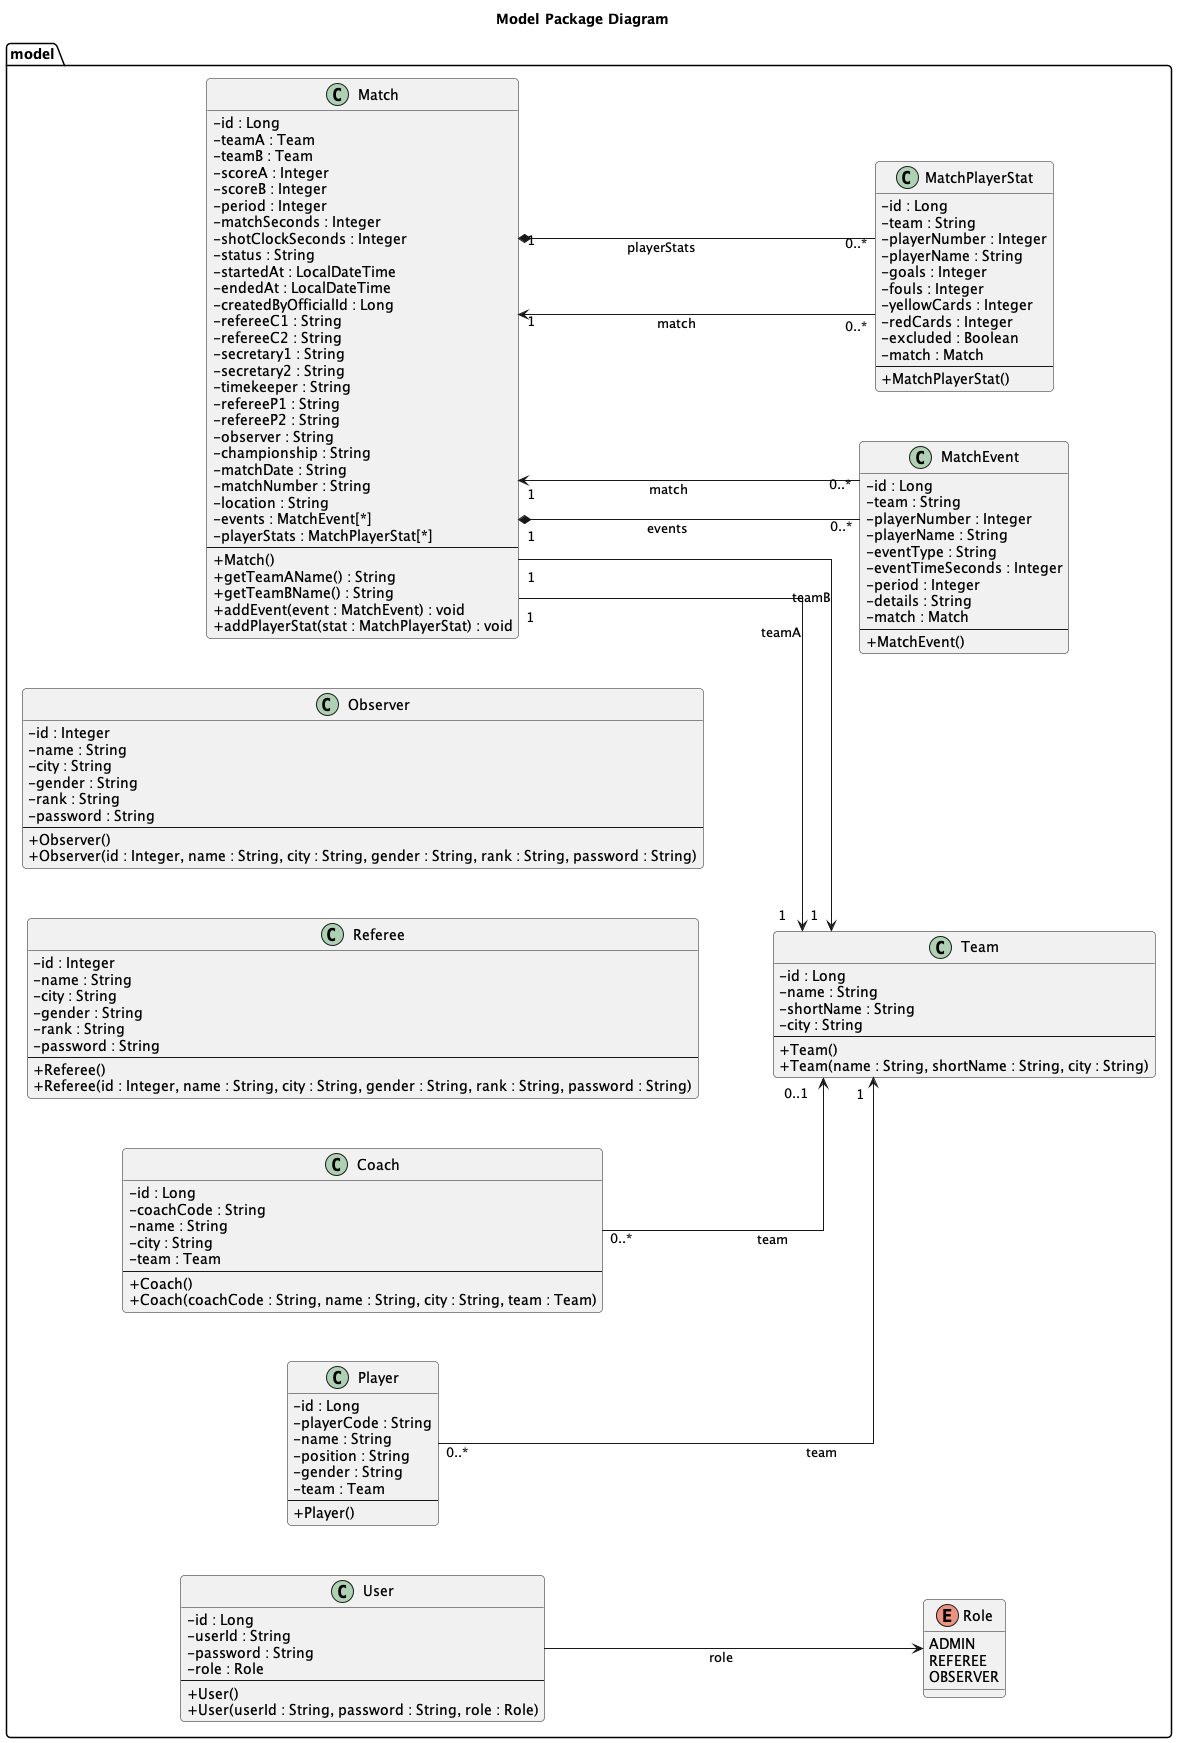 Model Package Diagram
model
C Match
-id : Long
-teamA : Team
-teamB : Team
-scoreA : Integer
-scoreB : Integer
-period : Integer
-matchSeconds : Integer
-shotClockSeconds : Integer
-status : String
-startedAt : LocalDateTime
-endedAt : LocalDateTime
-createdByOfficialId : Long
-refereeC1 : String
-refereeC2 : String
-secretary1 : String
-secretary2 : String
-timekeeper : String
-refereeP1 : String
-refereeP2 : String
-observer : String
-championship : String
-matchDate : String
-matchNumber : String
-location : String
-events : MatchEvent[*]
-playerStats : MatchPlayerStat[*]
+Match()
+getTeamAName() : String
+getTeamBName() : String
+addEvent(event : MatchEvent) : void
+addPlayerStat(stat : MatchPlayerStat) : void
1
playerStats
0..*
1
match
0..*
1
match
0..*
1
events
0..*
1
teamB
1
teamA
1
1
C MatchPlayerStat
-id : Long
-team : String
-playerNumber : Integer
-playerName : String
-goals : Integer
-fouls : Integer
-yellowCards : Integer
-redCards : Integer
-excluded : Boolean
-match : Match
+MatchPlayerStat()
C MatchEvent
-id : Long
-team : String
-playerNumber : Integer
-playerName : String
-eventType : String
-eventTimeSeconds : Integer
-period : Integer
-details : String
-match : Match
+MatchEvent()
C Observer
-id : Integer
-name : String
-city : String
-gender : String
-rank : String
-password : String
+Observer()
+Observer(id : Integer, name : String, city : String, gender : String, rank : String, password : String)
C Referee
-id : Integer
-name : String
-city : String
-gender : String
-rank : String
-password : String
+Referee()
+Referee(id : Integer, name : String, city : String, gender : String, rank : String, password : String)
C Team
-id : Long
-name : String
-shortName : String
-city : String
+Team()
+Team(name : String, shortName : String, city : String)
0..1
1
C Coach
-id : Long
-coachCode : String
-name : String
-city : String
-team : Team
+Coach()
+Coach(coachCode : String, name : String, city : String, team : Team)
0..*
team
C Player
-id : Long
-playerCode : String
-name : String
-position : String
-gender : String
-team : Team
+Player()
0..*
team
C User
-id : Long
-userId : String
-password : String
-role : Role
+User()
+User(userId : String, password : String, role : Role)
role
E Role
ADMIN
REFEREE
OBSERVER